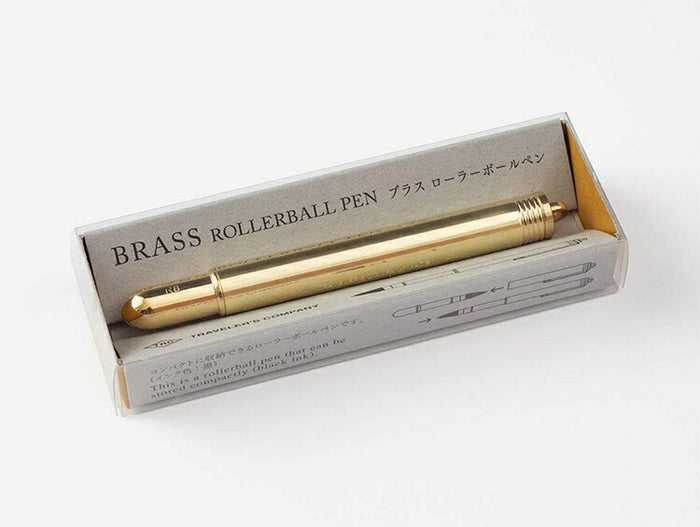 BRASS ROLLERBALL PEN ブラス ローラーボールペン
RB
TRC TRAVELER'S COMPANY
コンパクトに収納できるローラーボールペンです。
(インク色：黒)
This is a rollerball pen that can be
stored compactly (black ink).